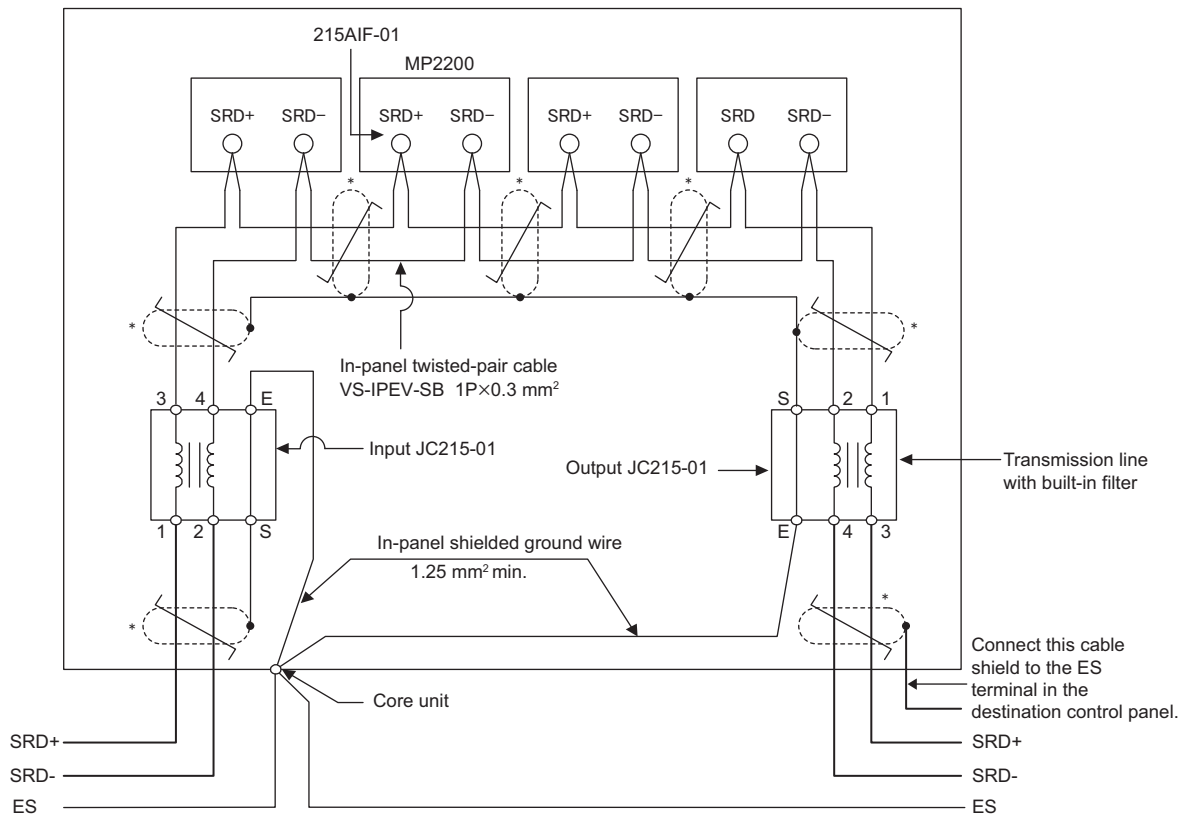 215AIF-01
MP2200
SRD+ SRD− SRD+ SRD− SRD+ SRD− SRD SRD−
* * *
* *
In-panel twisted-pair cable
VS-IPEV-SB 1P×0.3 mm²
3 4 E S 2 1
Input JC215-01
Output JC215-01
Transmission line
with built-in filter
1 2 S E 4 3
In-panel shielded ground wire
1.25 mm² min.
* *
Connect this cable
shield to the ES
terminal in the
destination control panel.
Core unit
SRD+ SRD+
SRD- SRD-
ES ES